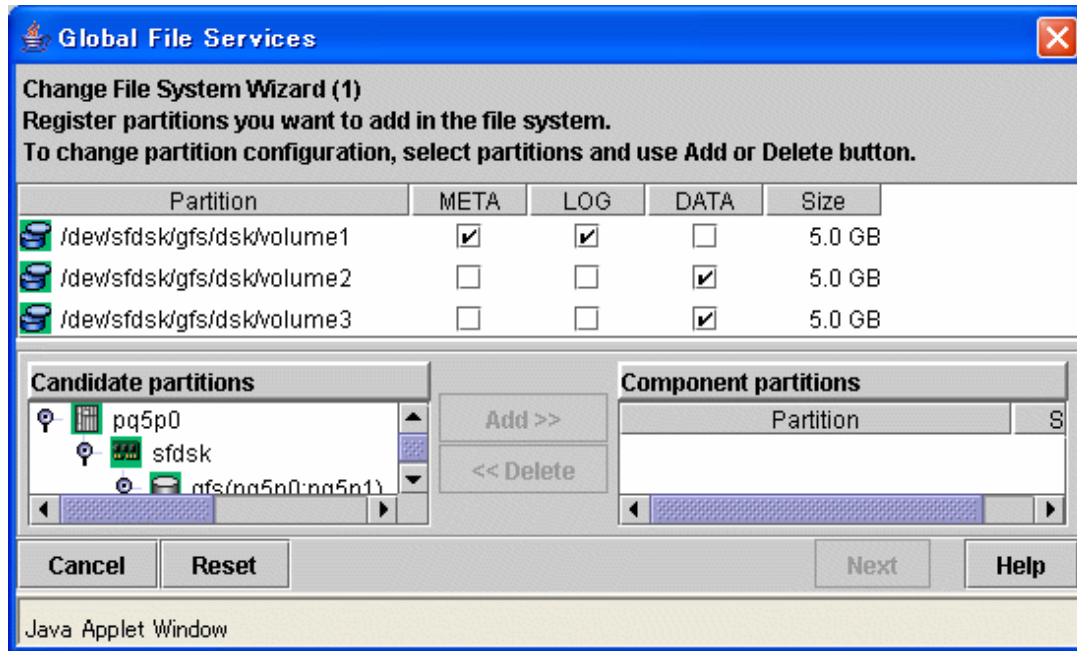 Global File Services
Change File System Wizard (1)
Register partitions you want to add in the file system.
To change partition configuration, select partitions and use Add or Delete button.
Partition META LOG DATA Size
/dev/sfdsk/gfs/dsk/volume1 5.0 GB
/dev/sfdsk/gfs/dsk/volume2 5.0 GB
/dev/sfdsk/gfs/dsk/volume3 5.0 GB
Candidate partitions
pq5p0
sfdsk
gfs(pq5p0:pq5p1)
Add >>
<< Delete
Component partitions
Partition S
Cancel Reset Next Help
Java Applet Window